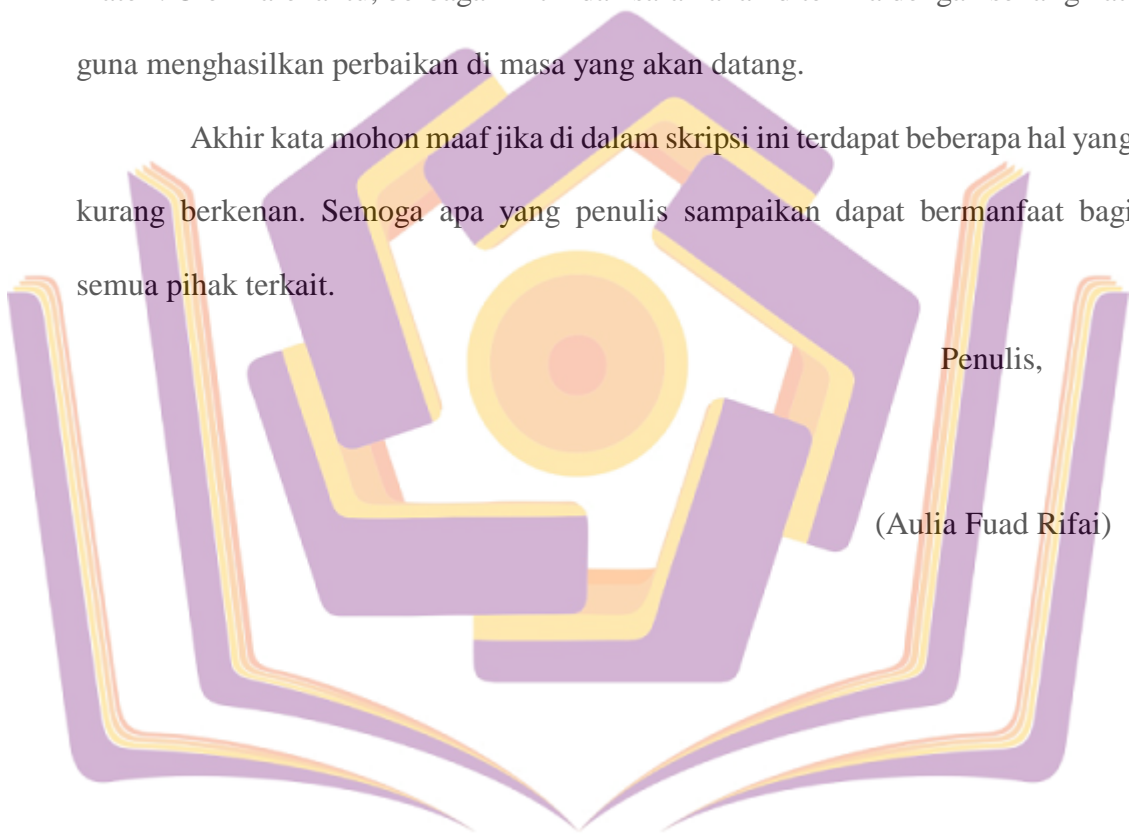 guna menghasilkan perbaikan di masa yang akan datang.
Akhir kata mohon maaf jika di dalam skripsi ini terdapat beberapa hal yang
kurang berkenan. Semoga apa yang penulis sampaikan dapat bermanfaat bagi
semua pihak terkait.
Penulis,
(Aulia Fuad Rifai)